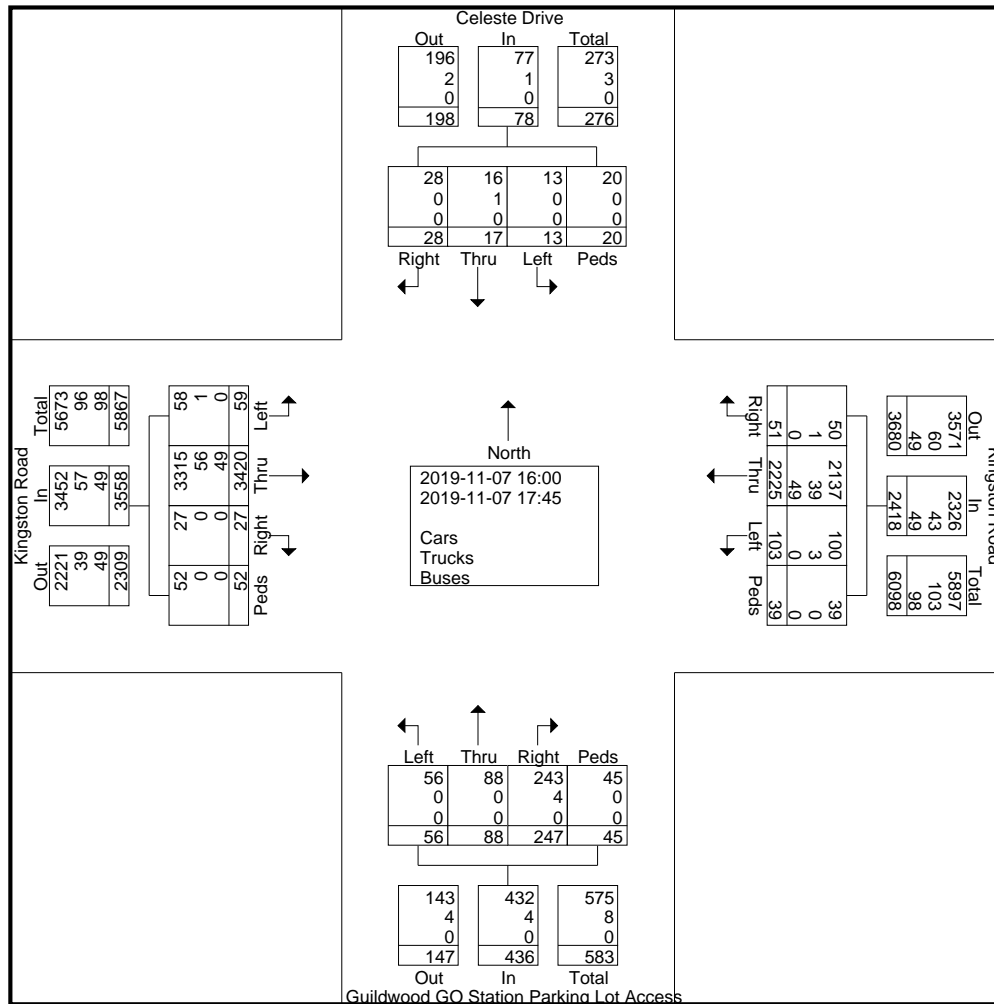 Celeste Drive
Out In Total
196 77 273
2 1 3
0 0 0
198 78 276
28 16 13 20
0 1 0 0
0 0 0 0
28 17 13 20
Right Thru Left Peds
Kingston Road
Total In Out
5673 3452 2221
96 57 39
98 49 49
5867 3558 2309
58 3315 27 52
1 56 0 0
0 49 0 0
59 3420 27 52
Left Thru Right Peds
North
2019-11-07 16:00
2019-11-07 17:45
Cars
Trucks
Buses
Right Thru Left Peds
51 2225 103 39
0 49 0 0
1 39 3 0
50 2137 100 39
Kingston Road
Out In Total
3571 2326 5897
60 43 103
49 49 98
3680 2418 6098
Left Thru Right Peds
56 88 243 45
0 0 4 0
0 0 0 0
56 88 247 45
143 432 575
4 4 8
0 0 0
147 436 583
Out In Total
Guildwood GO Station Parking Lot Access